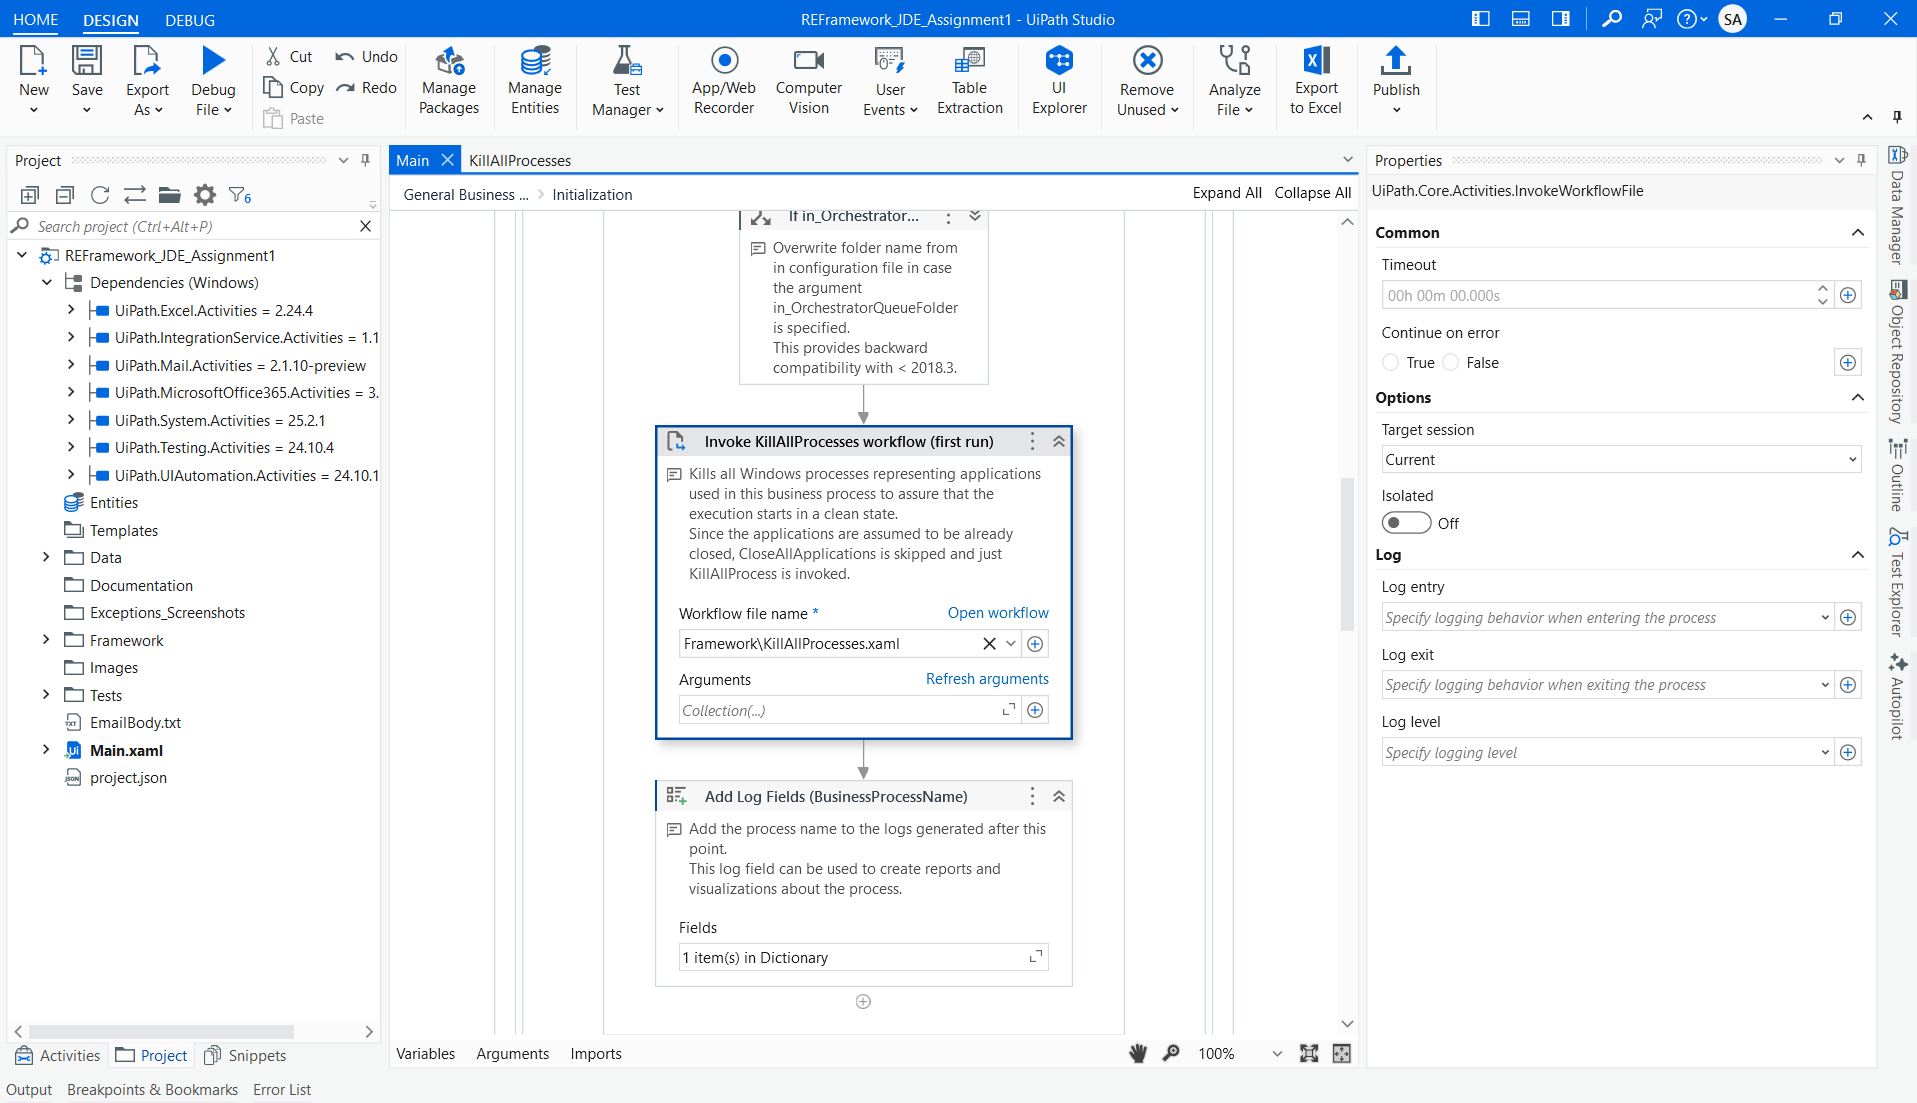 HOME DESIGN DEBUG
REFramework_JDE_Assignment1 - UiPath Studio
SA
New
Save
Export As
Debug File
Cut
Copy
Paste
Undo
Redo
Manage Packages
Manage Entities
Test Manager
App/Web Recorder
Computer Vision
User Events
Table Extraction
UI Explorer
Remove Unused
Analyze File
Export to Excel
Publish
Project
6
Search project (Ctrl+Alt+P)
REFramework_JDE_Assignment1
Dependencies (Windows)
UiPath.Excel.Activities = 2.24.4
UiPath.IntegrationService.Activities = 1.1
UiPath.Mail.Activities = 2.1.10-preview
UiPath.MicrosoftOffice365.Activities = 3.
UiPath.System.Activities = 25.2.1
UiPath.Testing.Activities = 24.10.4
UiPath.UIAutomation.Activities = 24.10.1
Entities
Templates
Data
Documentation
Exceptions_Screenshots
Framework
Images
Tests
EmailBody.txt
Main.xaml
project.json
Activities Project Snippets
Output Breakpoints & Bookmarks Error List
Main KillAllProcesses
General Business ... > Initialization
Expand All Collapse All
If in_Orchestrator...
Overwrite folder name from
in configuration file in case
the argument
in_OrchestratorQueueFolder
is specified.
This provides backward
compatibility with < 2018.3.
Invoke KillAllProcesses workflow (first run)
Kills all Windows processes representing applications
used in this business process to assure that the
execution starts in a clean state.
Since the applications are assumed to be already
closed, CloseAllApplications is skipped and just
KillAllProcess is invoked.
Workflow file name * Open workflow
Framework\KillAllProcesses.xaml
Arguments Refresh arguments
Collection(...)
Add Log Fields (BusinessProcessName)
Add the process name to the logs generated after this
point.
This log field can be used to create reports and
visualizations about the process.
Fields
1 item(s) in Dictionary
Variables Arguments Imports
100%
Properties
UiPath.Core.Activities.InvokeWorkflowFile
Common
Timeout
00h 00m 00.000s
Continue on error
True False
Options
Target session
Current
Isolated
Off
Log
Log entry
Specify logging behavior when entering the process
Log exit
Specify logging behavior when exiting the process
Log level
Specify logging level
Data Manager
Object Repository
Outline
Test Explorer
Autopilot